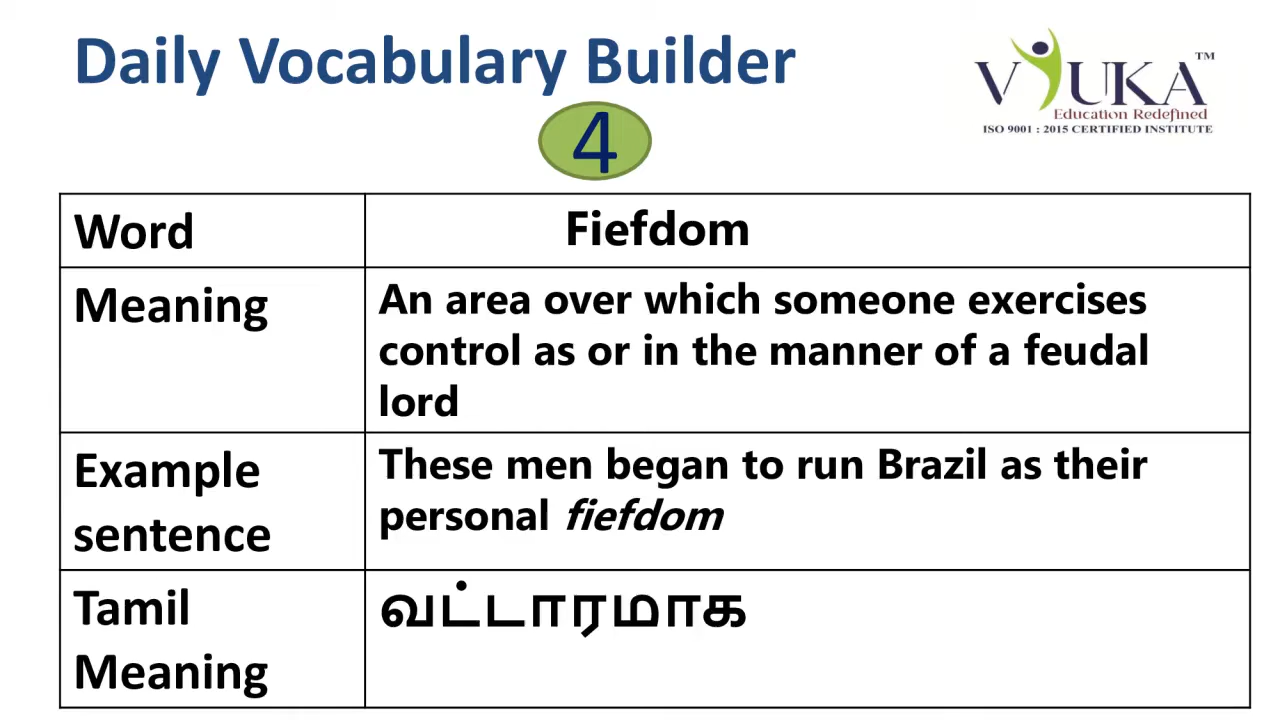 Daily Vocabulary Builder
VYUKA™
Education Redefined
ISO 9001 : 2015 CERTIFIED INSTITUTE
4
Word
Fiefdom
Meaning
An area over which someone exercises
control as or in the manner of a feudal
lord
Example
sentence
These men began to run Brazil as their
personal fiefdom
Tamil
Meaning
வட்டாரமாக